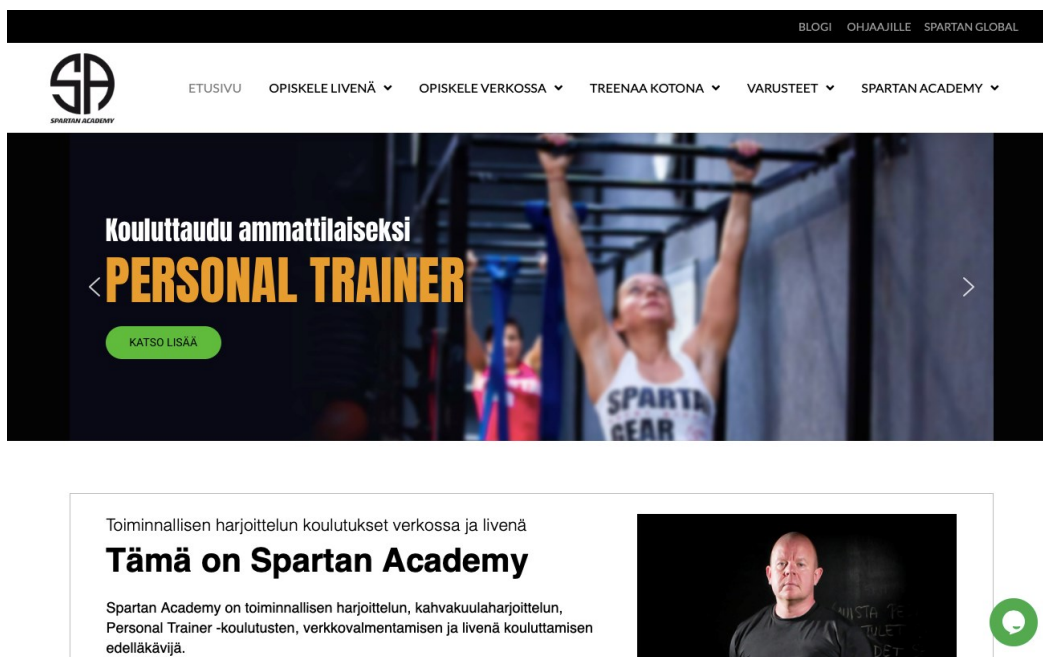 BLOGI OHJAAJILLE SPARTAN GLOBAL
SA
SPARTAN ACADEMY
ETUSIVU OPISKELE LIVENÄ OPISKELE VERKOSSA TREENAA KOTONA VARUSTEET SPARTAN ACADEMY
Kouluttaudu ammattilaiseksi
PERSONAL TRAINER
KATSO LISÄÄ
SPARTA
GEAR
Toiminnallisen harjoittelun koulutukset verkossa ja livenä
Tämä on Spartan Academy
Spartan Academy on toiminnallisen harjoittelun, kahvakuulaharjoittelun,
Personal Trainer -koulutusten, verkkovalmentamisen ja livenä kouluttamisen
edelläkävijä.